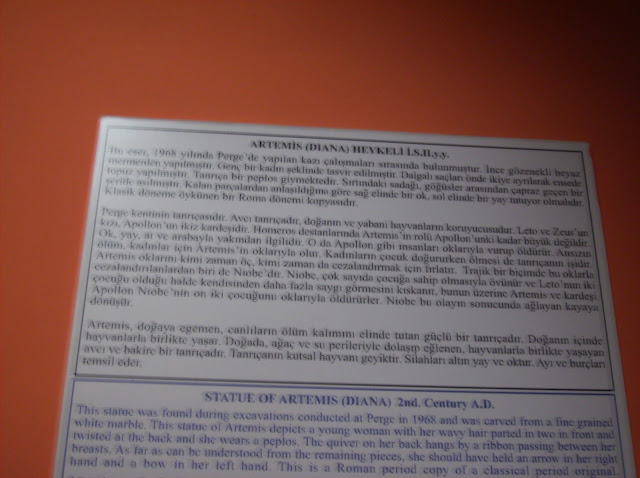 ARTEMİS (DIANA) HEYKELİ İ.S.II.y.y.
Bu eser, 1968 yılında Perge'de yapılan kazı çalışmaları sırasında bulunmuştur. İnce gözenekli beyaz
mermerden yapılmıştır. Genç bir kadın şeklinde tasvir edilmiştir. Dalgalı saçları önde ikiye ayrılarak ensede
topuz yapılmıştır. Tanrıça bir peplos giymektedir. Sırtındaki sadağı, göğüsler arasından çapraz geçen bir
şeritle asılmıştır. Kalan parçalardan anlaşıldığına göre sağ elinde bir ok, sol elinde bir yay tutuyor olmalıdır.
Klasik döneme öykünen bir Roma dönemi kopyasıdır.
Perge kentinin tanrıçasıdır. Avcı tanrıçadır, doğanın ve yabani hayvanların koruyucusudur. Leto ve Zeus'un
kızı, Apollon'un ikiz kardeşidir. Homeros destanlarında Artemis'in rolü Apollon'unki kadar büyük değildir.
Ok, yay, ai ve arabayla yakından ilgilidir. O da Apollon gibi insanları oklarıyla vurup öldürür. Ansızın
ölüm, kadınlar için Artemis'in oklarıyla olur. Kadınların çocuk doğururken ölmesi de tanrıçanın işidir.
Artemis oklarını kimi zaman öç, kimi zaman da cezalandırmak için fırlatır. Trajik bir biçimde bu oklarla
cezalandırılanlardan biri de Niobe'dir. Niobe, çok sayıda çocuğa sahip olmasıyla övünür ve Leto'nun iki
çocuğu olduğu halde kendisinden daha fazla saygı görmesini kıskanır, bunun üzerine Artemis ve kardeşi
Apollon Niobe'nin on iki çocuğunu oklarıyla öldürürler. Niobe bu olayın sonucunda ağlayan kayaya
dönüşür.
Artemis, doğaya egemen, canlıların ölüm kalımını elinde tutan güçlü bir tanrıçadır. Doğanın içinde
hayvanlarla birlikte yaşar. Doğada, ağaç ve su perileriyle dolaşıp eğlenen, hayvanlarla birlikte yaşayan
avcı ve bakire bir tanrıçadır. Tanrıçanın kutsal hayvanı geyiktir. Silahları altın yay ve oktur. Ayı ve burçları
temsil eder.
STATUE OF ARTEMIS (DIANA) 2nd. Century A.D.
This statue was found during excavations conducted at Perge in 1968 and was carved from a fine grained
white marble. This statue of Artemis depicts a young woman with her wavy hair parted in two in front and
twisted at the back and she wears a peplos. The quiver on her back hangs by a ribbon passing between her
breasts. As far as can be understood from the remaining pieces, she should have held an arrow in her right
hand and a bow in her left hand. This is a Roman period copy of a classical period original.